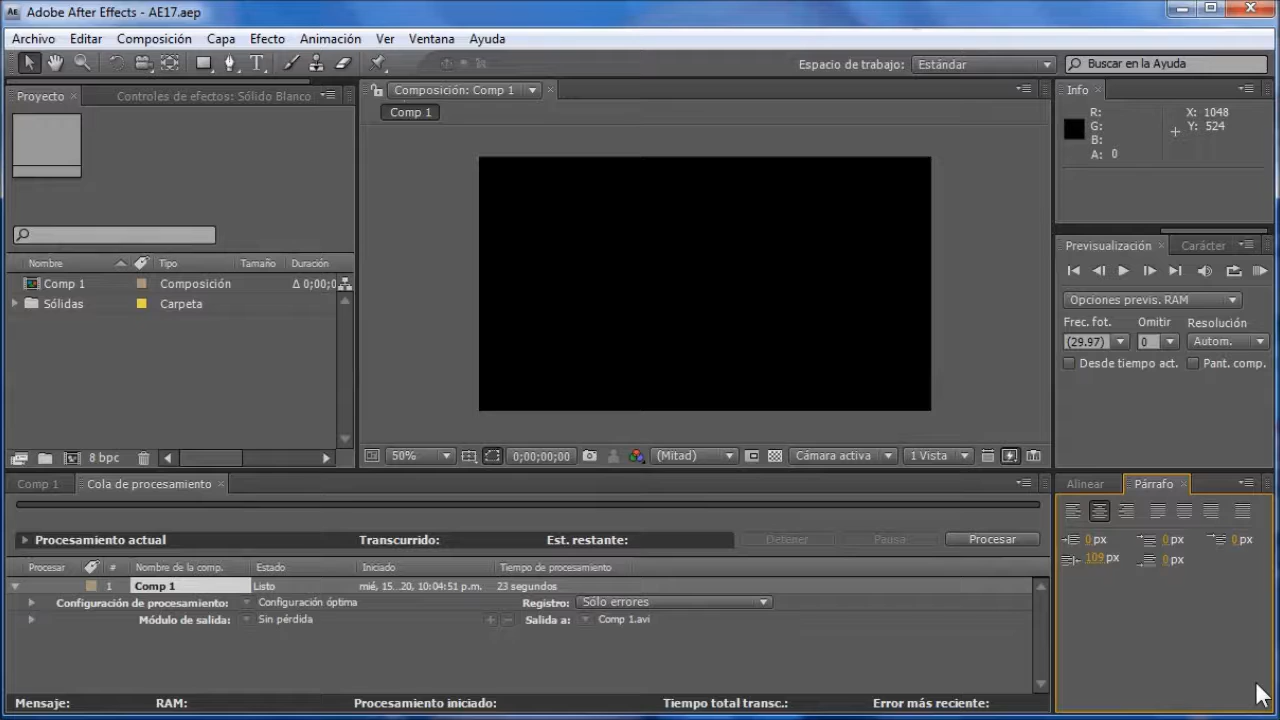 Adobe After Effects - AE17.aep
Archivo Editar Composición Capa Efecto Animación Ver Ventana Ayuda
Espacio de trabajo: Estándar Buscar en la Ayuda
Proyecto Controles de efectos: Sólido Blanco
Composición: Comp 1
Comp 1
Info
R:
G:
B:
A: 0
X: 1048
Y: 524
Nombre Tipo Tamaño Duración
Comp 1 Composición Δ 0;00;0
Sólidas Carpeta
8 bpc
50% 0;00;00;00 (Mitad) Cámara activa 1 Vista
Previsualización Carácter
Opciones previs. RAM
Frec. fot. Omitir Resolución
(29.97) 0 Autom.
Desde tiempo act. Pant. comp.
Comp 1 Cola de procesamiento
Procesamiento actual Transcurrido: Est. restante: Detener Pausa Procesar
Procesar # Nombre de la comp. Estado Iniciado Tiempo de procesamiento
1 Comp 1 Listo mié, 15...20, 10:04:51 p.m. 23 segundos
Configuración de procesamiento: Configuración óptima Registro: Sólo errores
Módulo de salida: Sin pérdida + − Salida a: Comp 1.avi
Mensaje: RAM: Procesamiento iniciado: Tiempo total transc.: Error más reciente:
Alinear Párrafo
0 px 0 px 0 px
109 px 0 px